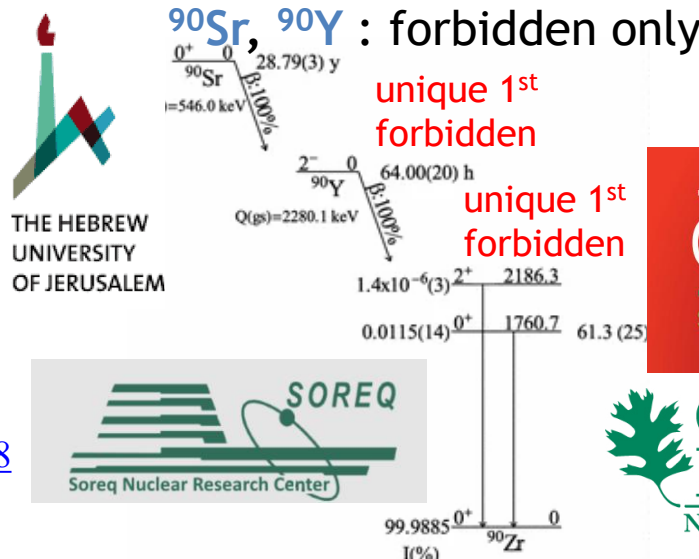 90Sr, 90Y : forbidden only
0+ 0 28.79(3) y
90Sr
)=546.0 keV
β:100%
unique 1st
forbidden
2- 0 64.00(20) h
90Y
Q(gs)=2280.1 keV
β:100%
unique 1st
forbidden
THE HEBREW
UNIVERSITY
OF JERUSALEM
1.4x10-6(3) 2+ 2186.3
0.0115(14) 0+ 1760.7 61.3 (25)
SOREQ
Soreq Nuclear Research Center
8
99.9885 0+ 0
90Zr
I(%)